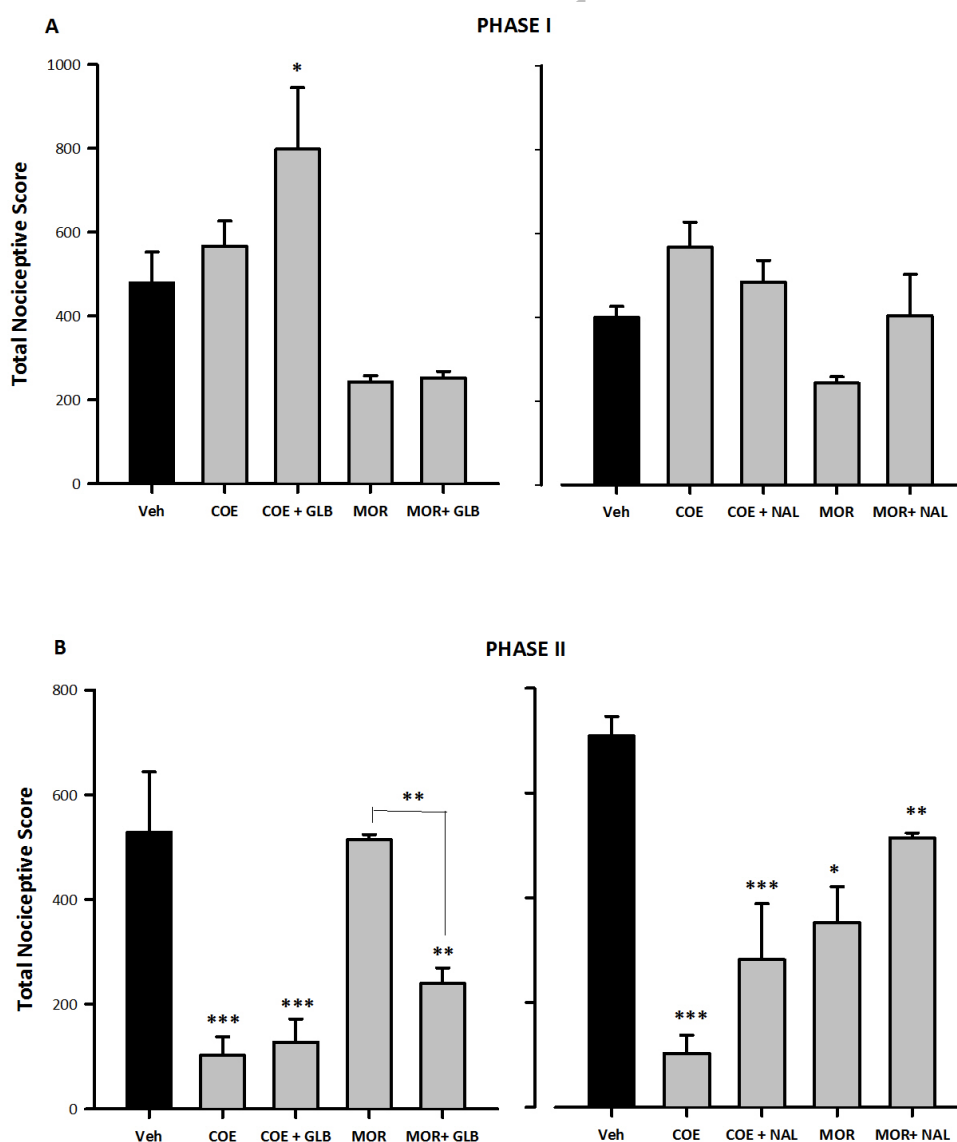 A
PHASE I
1000
800
600
400
200
0
Total Nociceptive Score
*
Veh COE COE + GLB MOR MOR+ GLB
Veh COE COE + NAL MOR MOR+ NAL
B
PHASE II
800
600
400
200
0
Total Nociceptive Score
*** *** ** **
*** *** * **
Veh COE COE + GLB MOR MOR+ GLB
Veh COE COE + NAL MOR MOR+ NAL